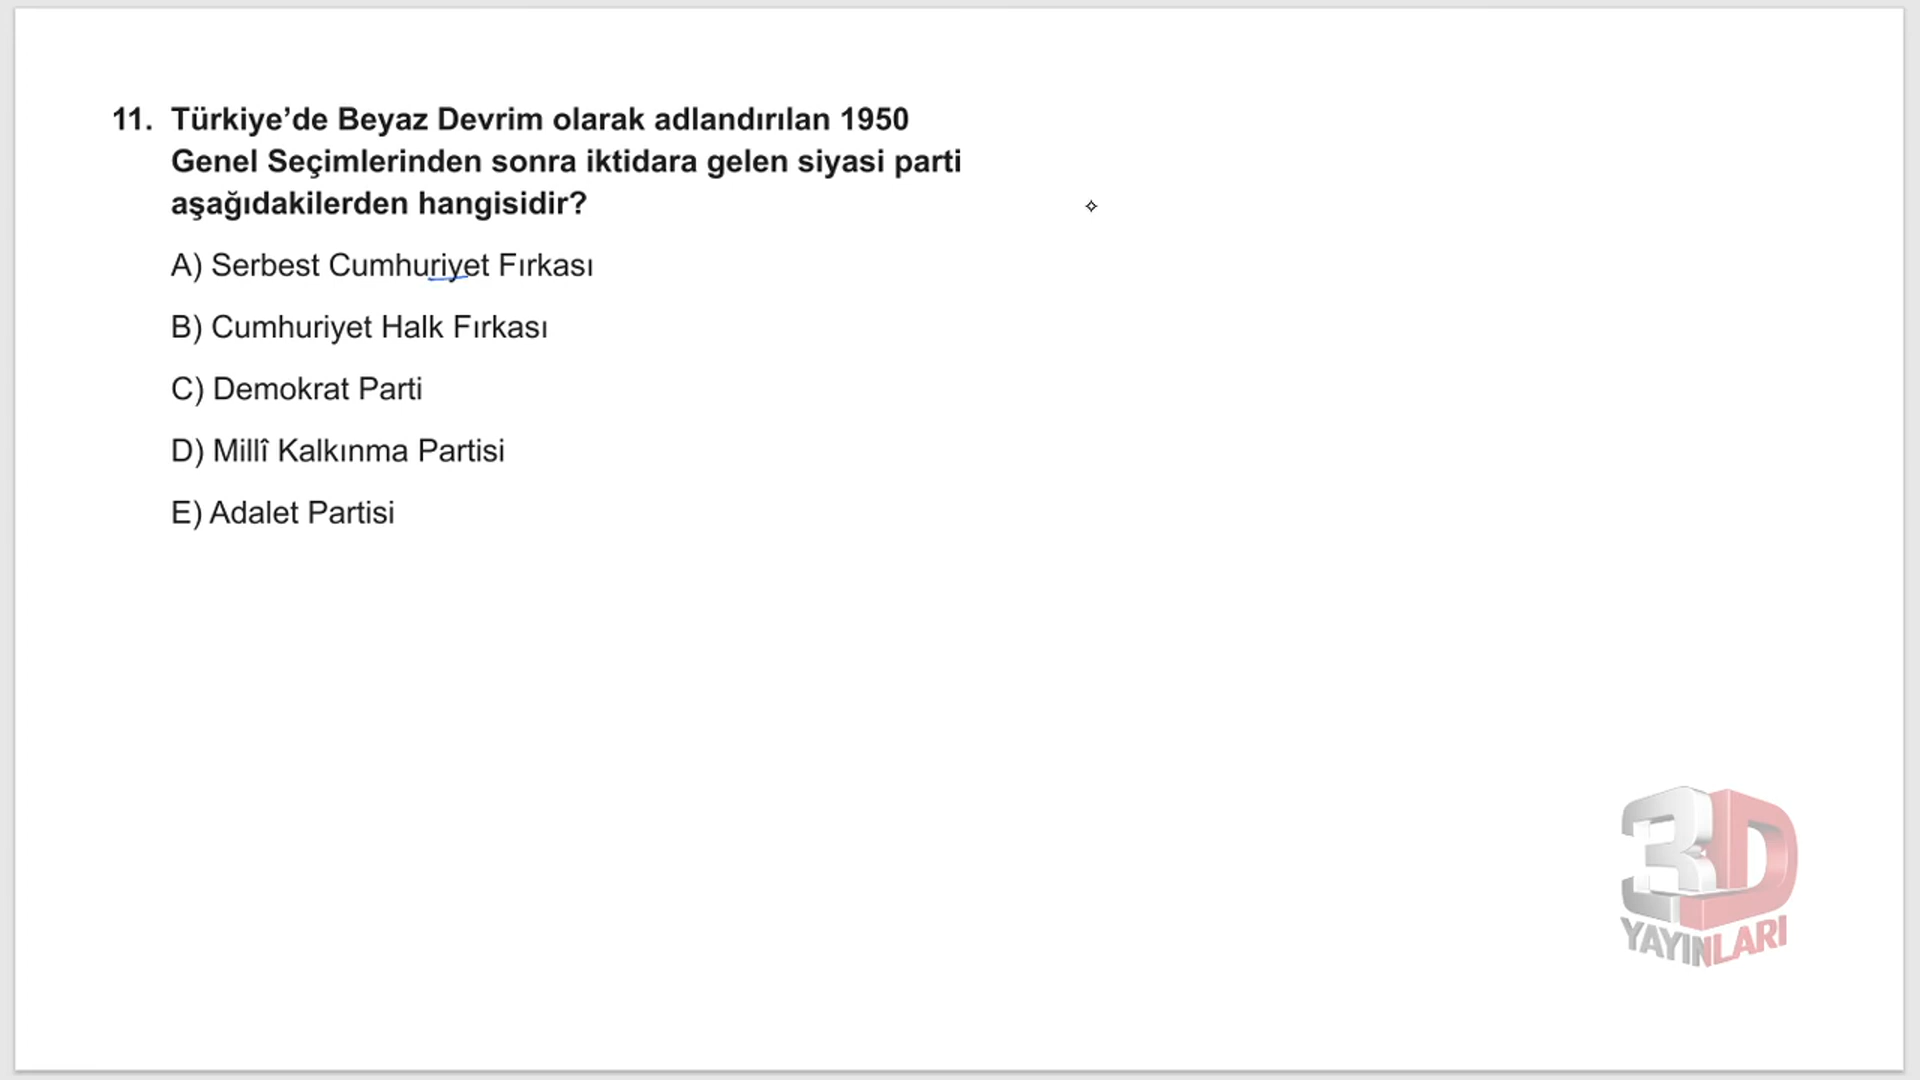 11. Türkiye’de Beyaz Devrim olarak adlandırılan 1950
Genel Seçimlerinden sonra iktidara gelen siyasi parti
aşağıdakilerden hangisidir?
A) Serbest Cumhuriyet Fırkası
B) Cumhuriyet Halk Fırkası
C) Demokrat Parti
D) Millî Kalkınma Partisi
E) Adalet Partisi
3D
YAYINLARI